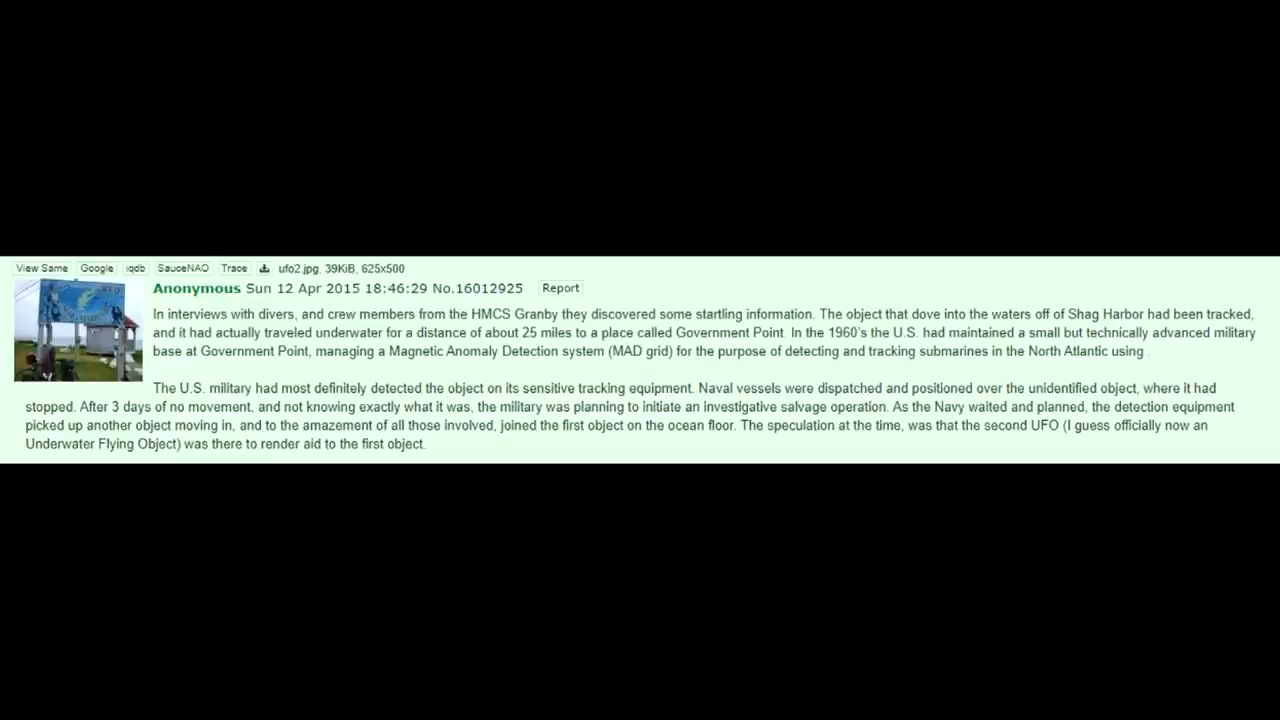 View Same Google iqdb SauceNAO Trace ufo2.jpg, 39KiB, 625x500
Anonymous Sun 12 Apr 2015 18:46:29 No.16012925 Report
In interviews with divers, and crew members from the HMCS Granby they discovered some startling information. The object that dove into the waters off of Shag Harbor had been tracked,
and it had actually traveled underwater for a distance of about 25 miles to a place called Government Point. In the 1960's the U.S. had maintained a small but technically advanced military
base at Government Point, managing a Magnetic Anomaly Detection system (MAD grid) for the purpose of detecting and tracking submarines in the North Atlantic using .
The U.S. military had most definitely detected the object on its sensitive tracking equipment. Naval vessels were dispatched and positioned over the unidentified object, where it had
stopped. After 3 days of no movement, and not knowing exactly what it was, the military was planning to initiate an investigative salvage operation. As the Navy waited and planned, the detection equipment
picked up another object moving in, and to the amazement of all those involved, joined the first object on the ocean floor. The speculation at the time, was that the second UFO (I guess officially now an
Underwater Flying Object) was there to render aid to the first object.